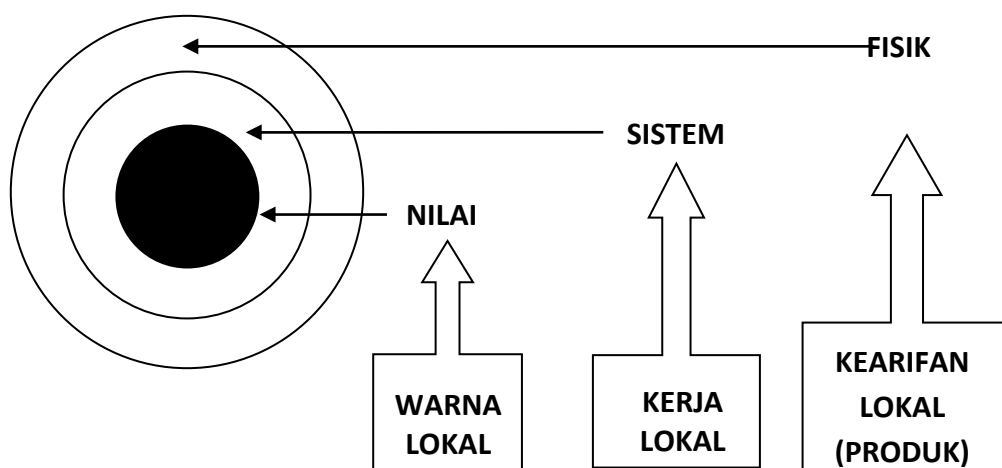 FISIK
SISTEM
NILAI
WARNA
LOKAL
KERJA
LOKAL
KEARIFAN
LOKAL
(PRODUK)